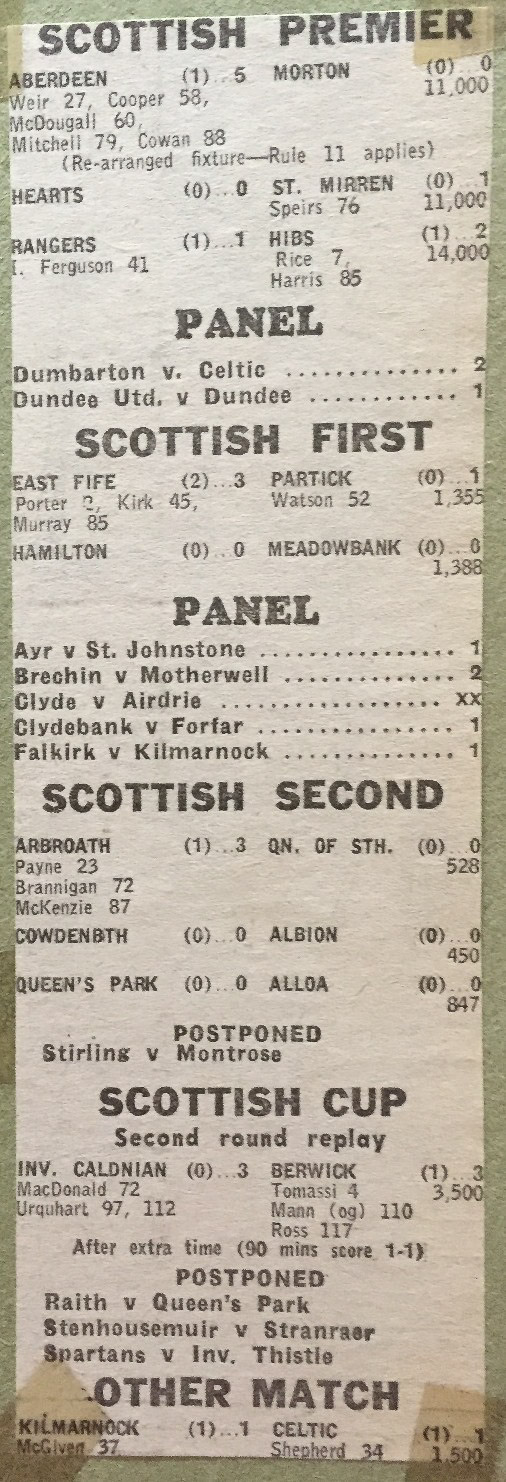 SCOTTISH PREMIER
ABERDEEN (1)..5 MORTON (0)..0
Weir 27, Cooper 58, 11,000
McDougall 60,
Mitchell 79, Cowan 88
(Re-arranged fixture—Rule 11 applies)
HEARTS (0)...0 ST. MIRREN (0)...1
Speirs 76 11,000
RANGERS (1)...1 HIBS (1)...2
I. Ferguson 41 Rice 7, 14,000
Harris 85
PANEL
Dumbarton v. Celtic .............. 2
Dundee Utd. v Dundee ............ 1
SCOTTISH FIRST
EAST FIFE (2)...3 PARTICK (0)...1
Porter 2, Kirk 45, Watson 52 1,355
Murray 85
HAMILTON (0)...0 MEADOWBANK (0)...0
1,388
PANEL
Ayr v St. Johnstone ................ 1
Brechin v Motherwell ............... 2
Clyde v Airdrie ................... XX
Clydebank v Forfar ................ 1
Falkirk v Kilmarnock .............. 1
SCOTTISH SECOND
ARBROATH (1)...3 QN. OF STH. (0)...0
Payne 23 528
Brannigan 72
McKenzie 87
COWDENBTH (0)...0 ALBION (0)...0
450
QUEEN'S PARK (0)...0 ALLOA (0)...0
847
POSTPONED
Stirling v Montrose
SCOTTISH CUP
Second round replay
INV. CALDNIAN (0)...3 BERWICK (1)...3
MacDonald 72 Tomassi 4 3,500
Urquhart 97, 112 Mann (og) 110
Ross 117
After extra time (90 mins score 1-1)
POSTPONED
Raith v Queen's Park
Stenhousemuir v Stranraer
Spartans v Inv. Thistle
OTHER MATCH
KILMARNOCK (1)...1 CELTIC (1)...1
McGiven 37 Shepherd 34 1,500